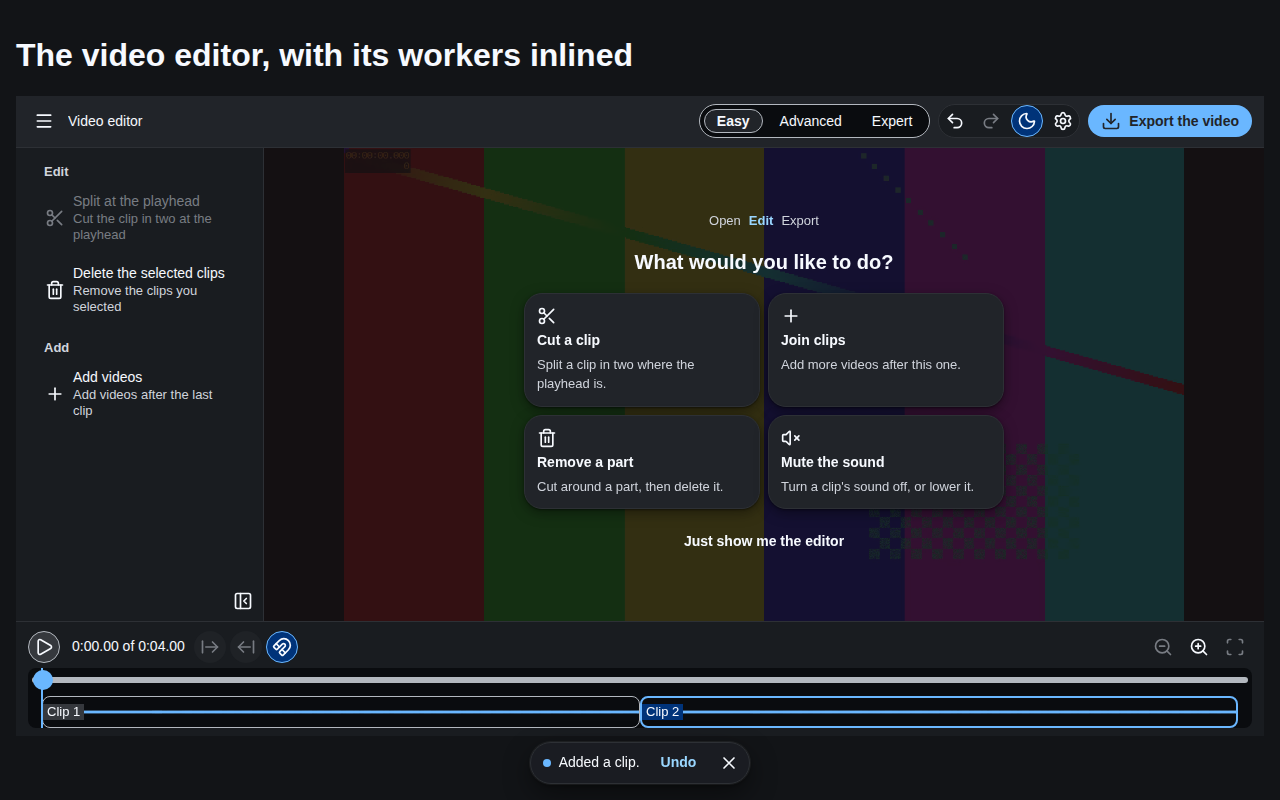 The video editor, with its workers inlined
Video editor
Easy Advanced Expert
Export the video
Edit
Split at the playhead
Cut the clip in two at the
playhead
Delete the selected clips
Remove the clips you
selected
Add
Add videos
Add videos after the last
clip
00:00:00.000
0
Open Edit Export
What would you like to do?
Cut a clip
Split a clip in two where the
playhead is.
Join clips
Add more videos after this one.
Remove a part
Cut around a part, then delete it.
Mute the sound
Turn a clip's sound off, or lower it.
Just show me the editor
0:00.00 of 0:04.00
Clip 1
Clip 2
Added a clip. Undo